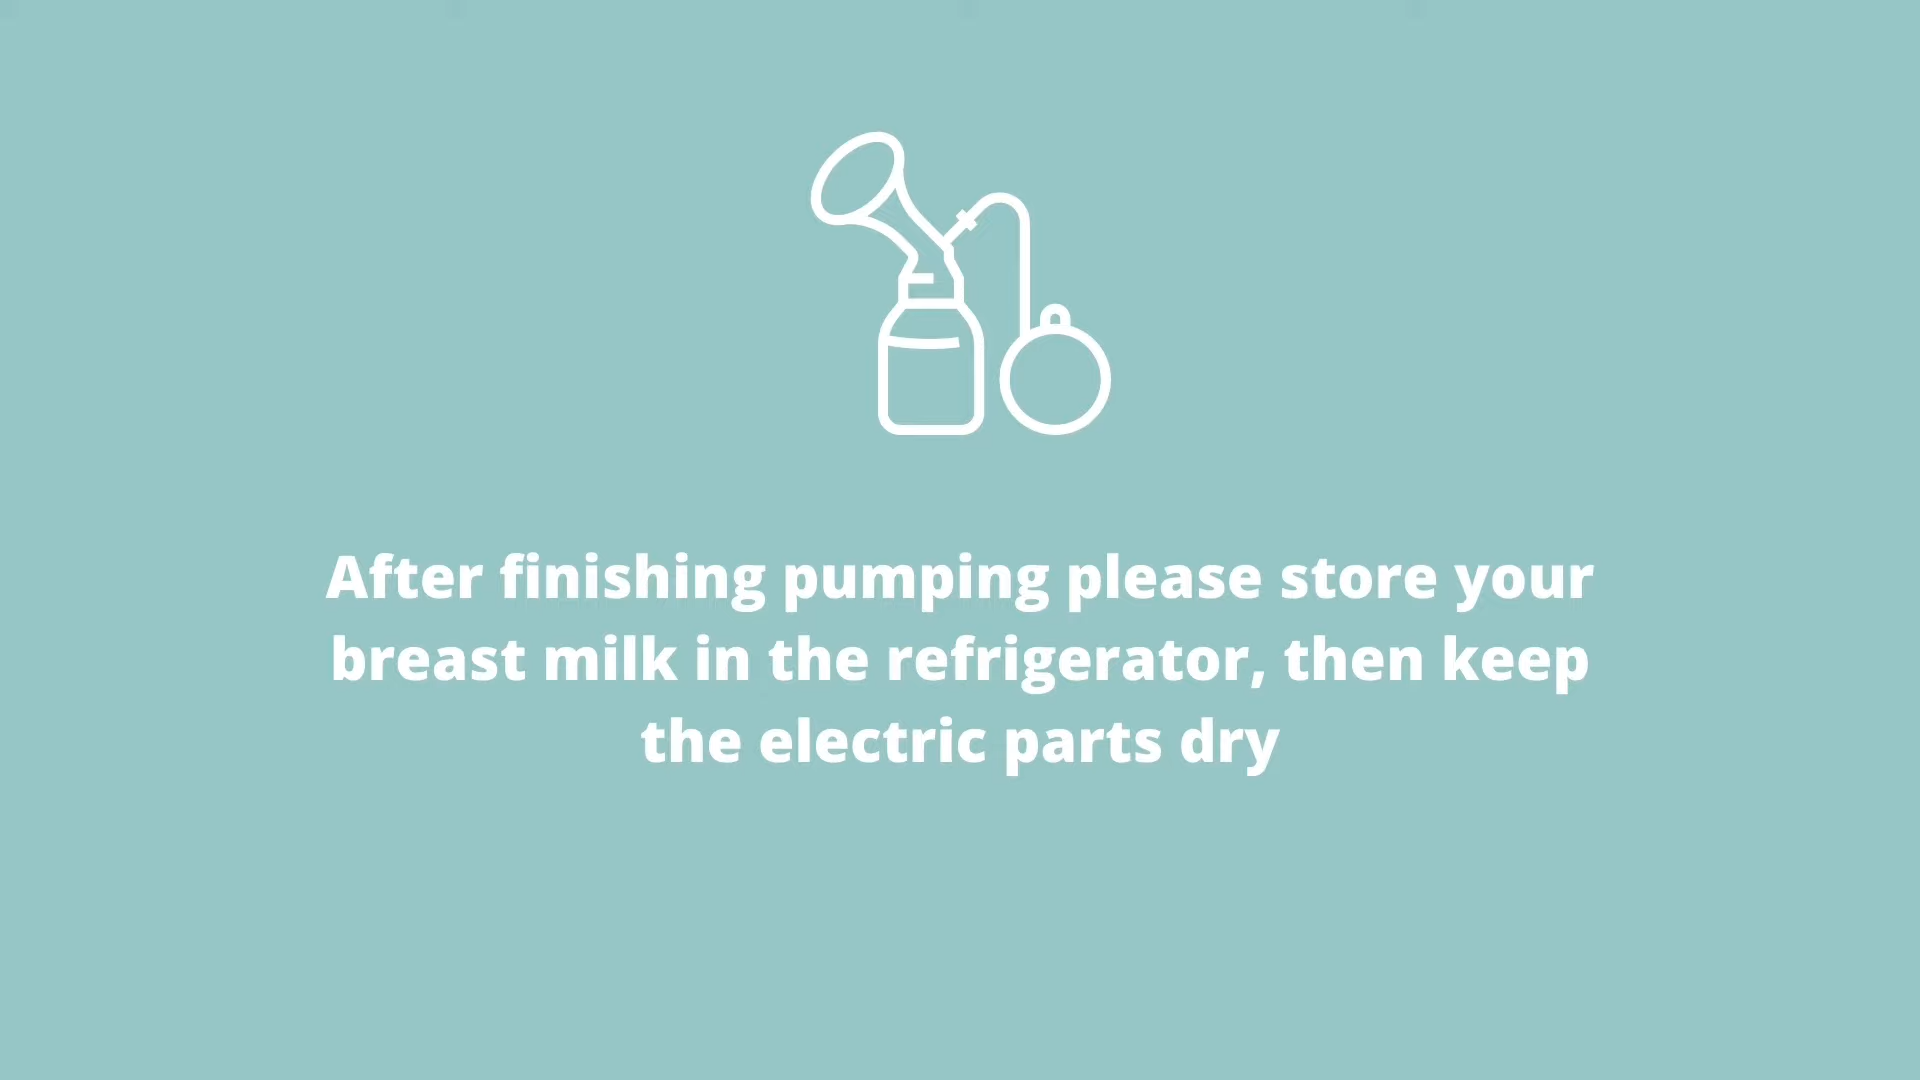 After finishing pumping please store your
breast milk in the refrigerator, then keep
the electric parts dry